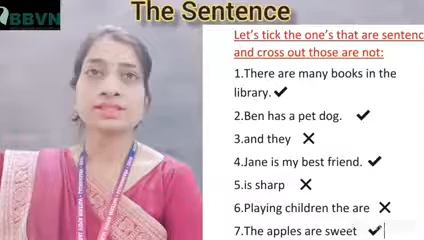 The Sentence
BBVN
Let's tick the one's that are sentenc
and cross out those are not:
1.There are many books in the
library.✔
2.Ben has a pet dog. ✔
3.and they ✖
4.Jane is my best friend. ✔
5.is sharp ✖
6.Playing children the are ✖
7.The apples are sweet ✔